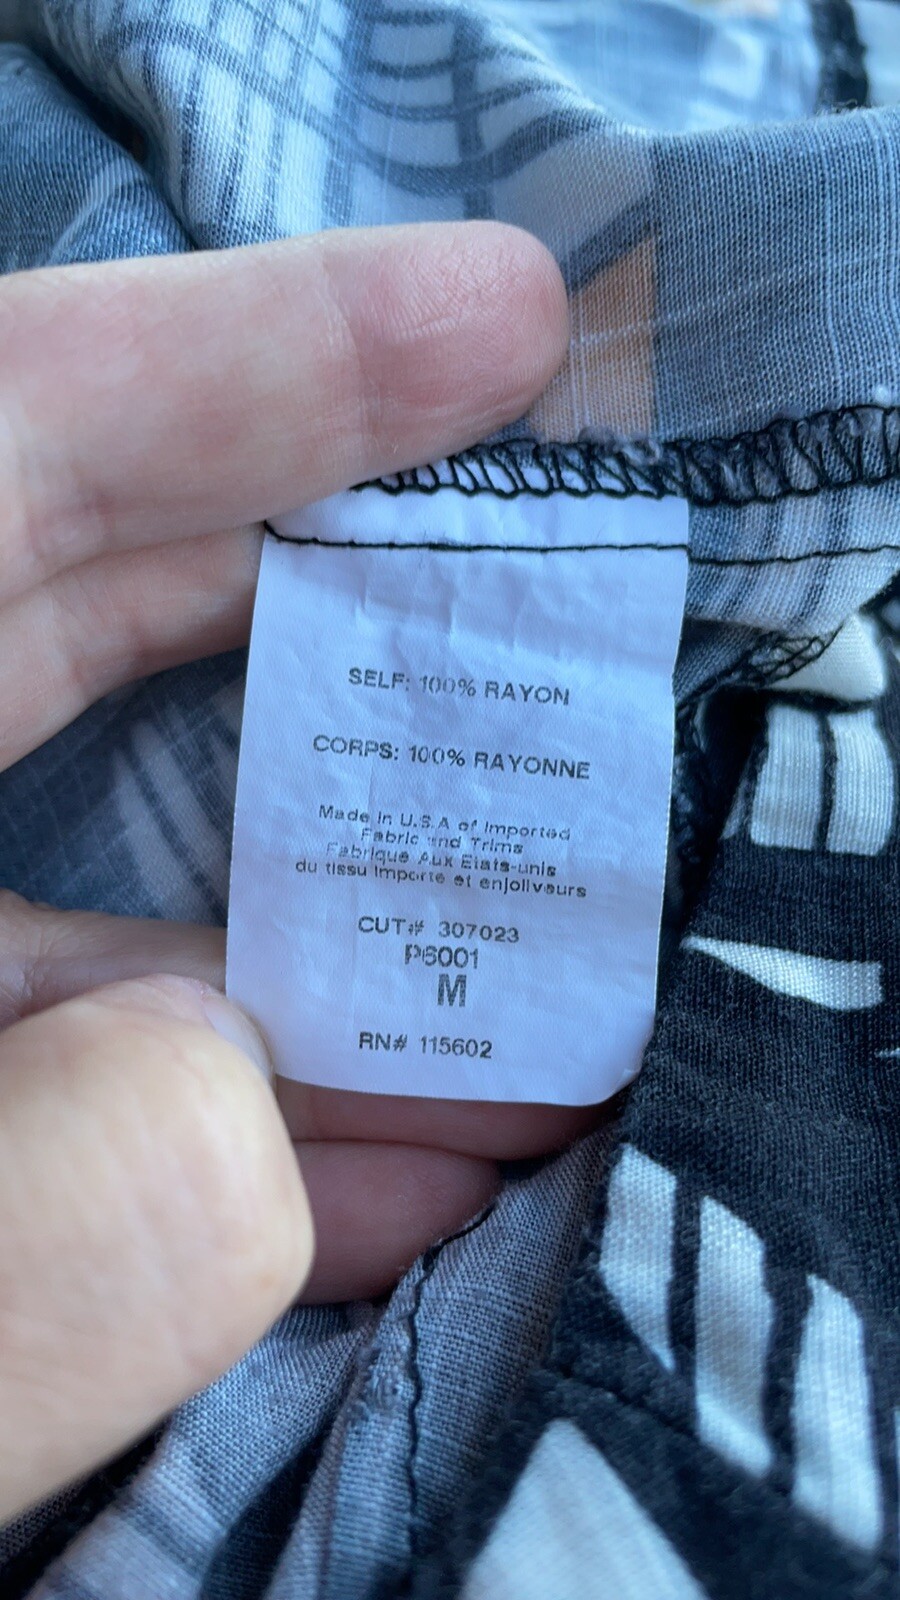 SELF: 100% RAYON
CORPS: 100% RAYONNE
Made in U.S.A of Imported
Fabric and Trims
Fabrique Aux Etats-unis
du tissu Importe et enjoliveurs
CUT# 307023
P6001
M
RN# 115602